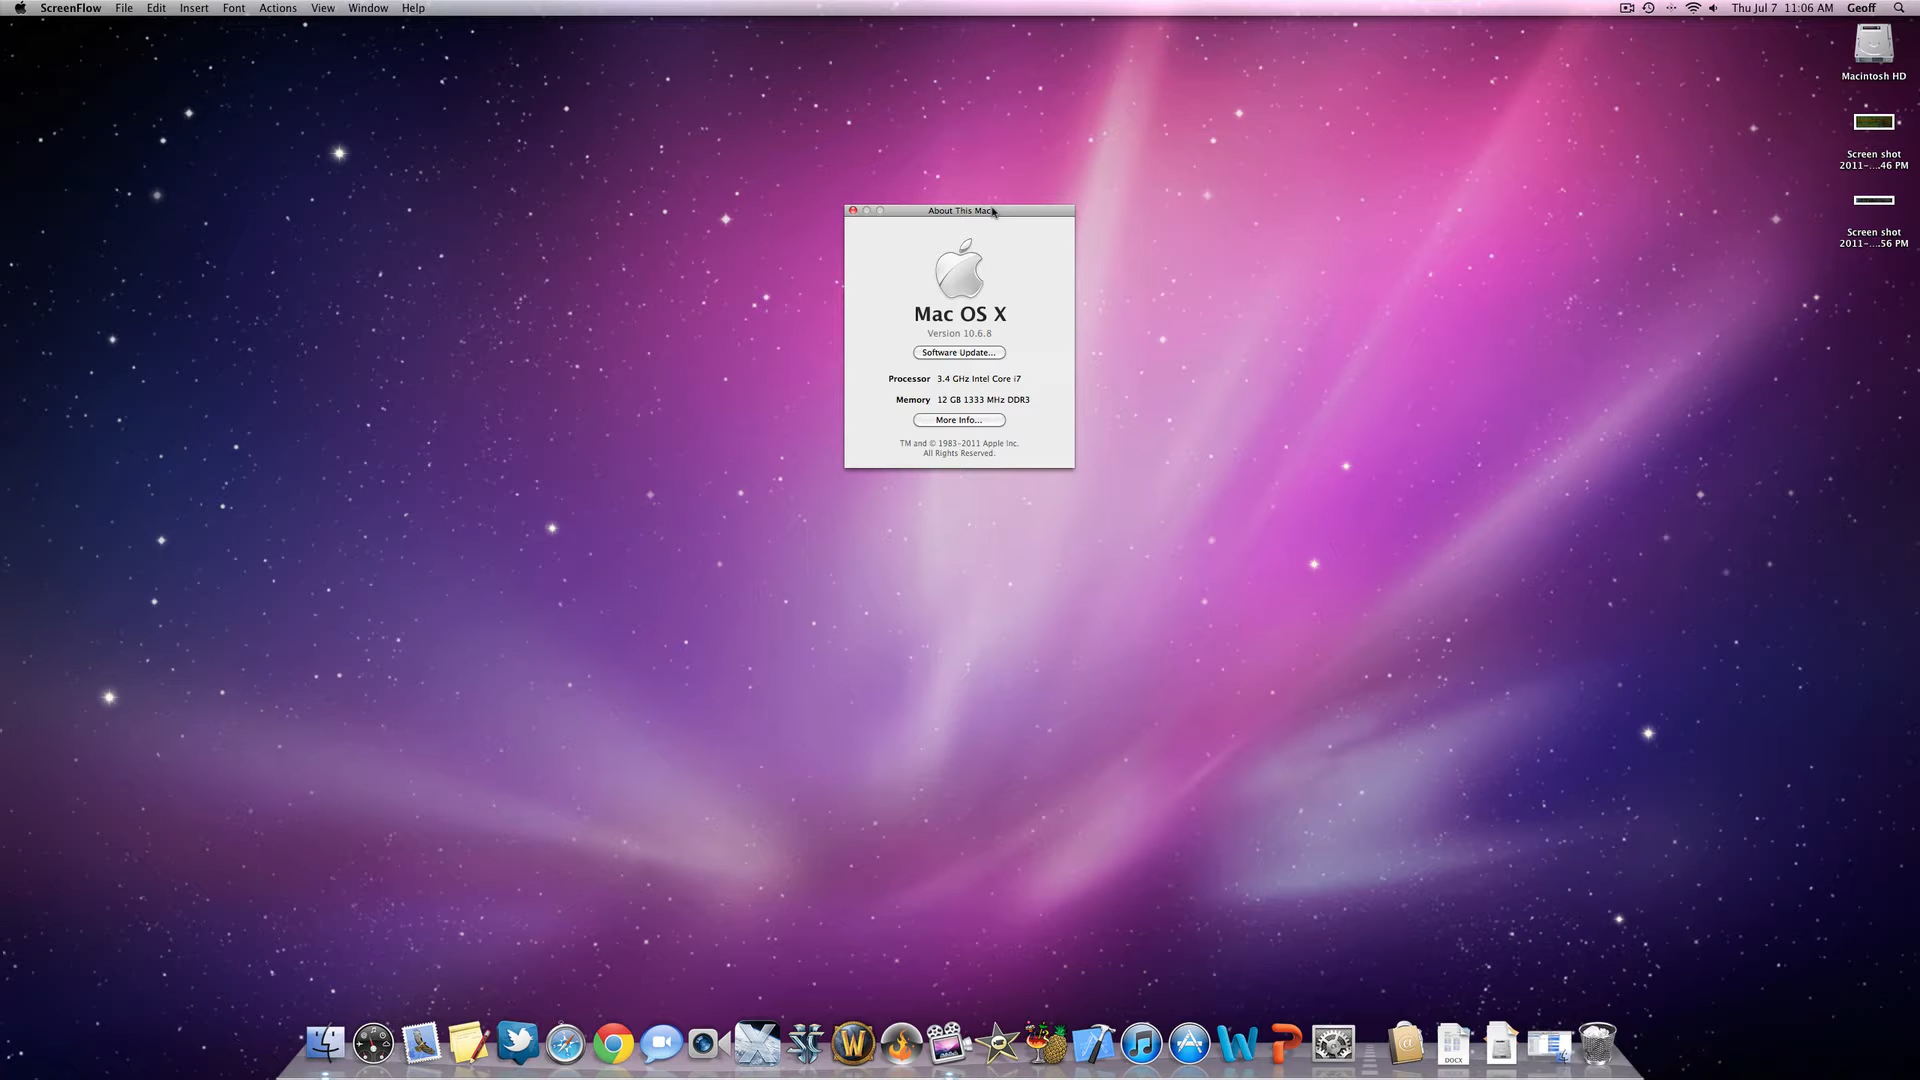 ScreenFlow File Edit Insert Font Actions View Window Help
Thu Jul 7 11:06 AM Geoff
Macintosh HD
Screen shot
2011-....46 PM
Screen shot
2011-....56 PM
About This Mac
Mac OS X
Version 10.6.8
Software Update...
Processor 3.4 GHz Intel Core i7
Memory 12 GB 1333 MHz DDR3
More Info...
TM and © 1983-2011 Apple Inc.
All Rights Reserved.
DOCX